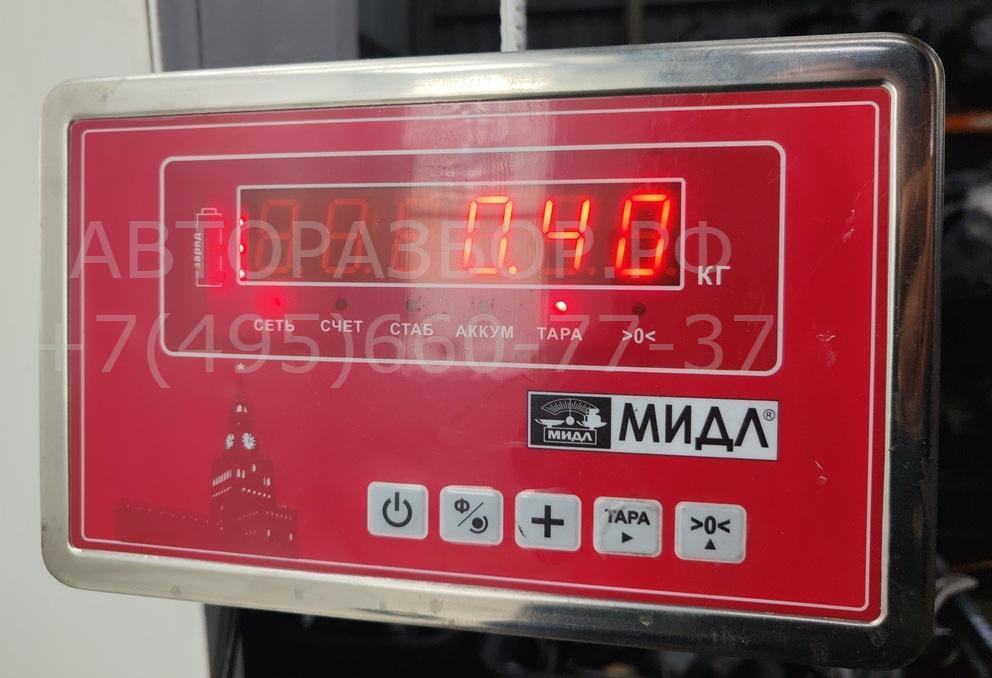 заряд
0.40
КГ
СЕТЬ СЧЕТ СТАБ АККУМ ТАРА >0<
АВТОРАЗБОР.РФ
+7(495)660-77-37
МИДЛ МИДЛ®
Ф ТАРА >0<